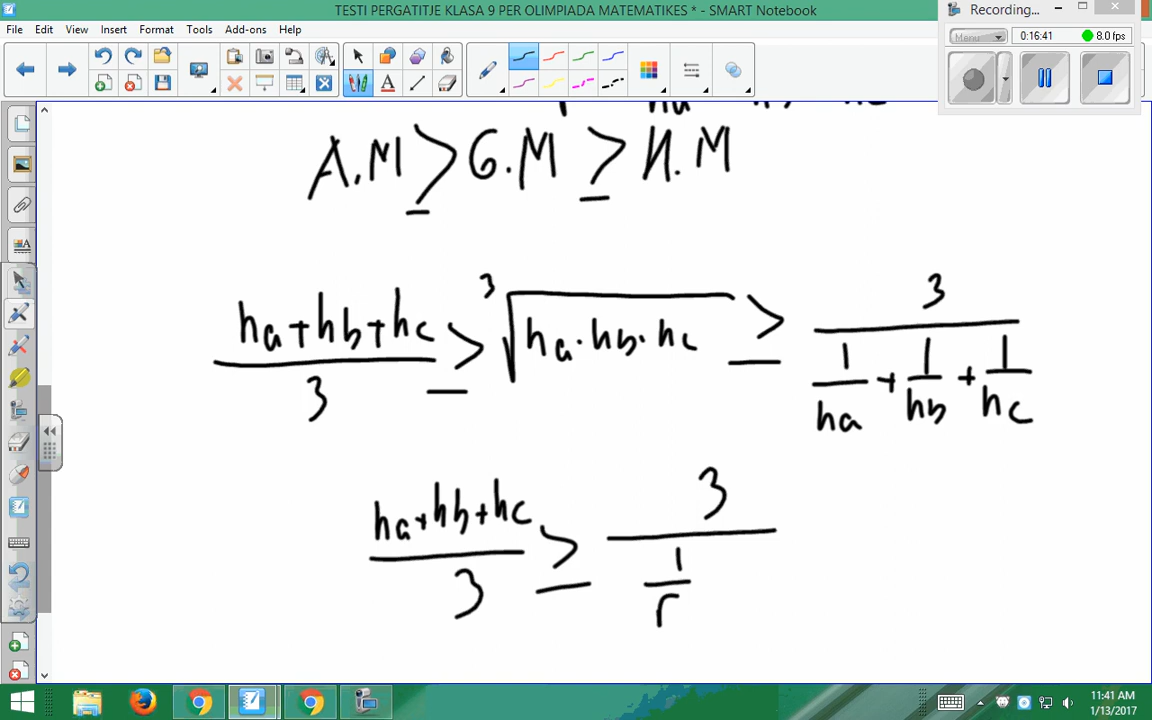 TESTI PERGATITJE KLASA 9 PER OLIMPIADA MATEMATIKES * - SMART Notebook
Recording...
File Edit View Insert Format Tools Add-ons Help
Menu 0:16:41 8.0 fps
A.M ≥ G.M ≥ H.M
ha+hb+hc / 3 ≥ ∛(ha·hb·hc) ≥ 3 / (1/ha + 1/hb + 1/hc)
ha+hb+hc / 3 ≥ 3 / (1/r)
11:41 AM
1/13/2017